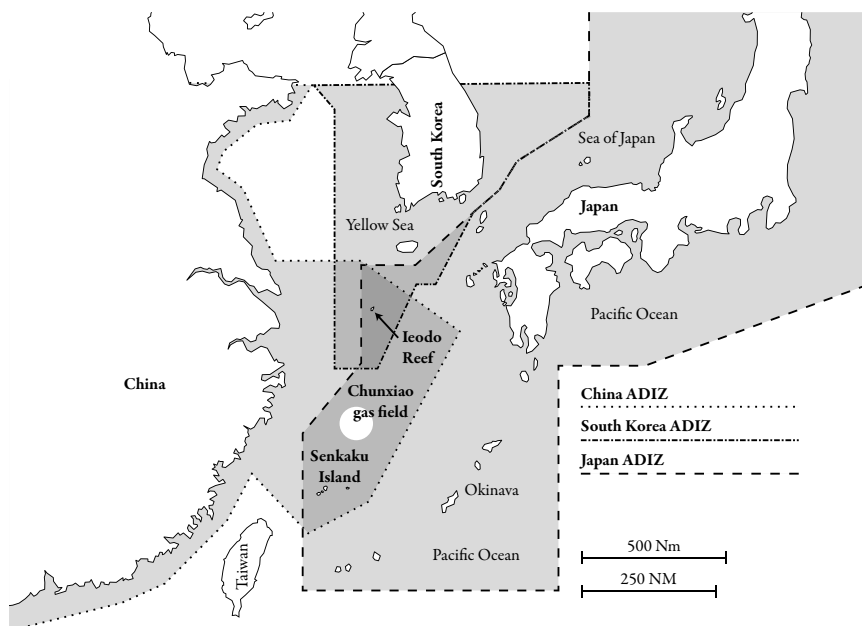 South Korea
Sea of Japan
Japan
Yellow Sea
Pacific Ocean
Ieodo
Reef
China
Chunxiao
gas field
China ADIZ
South Korea ADIZ
Senkaku
Island
Japan ADIZ
Okinawa
Taiwan
Pacific Ocean
500 Nm
250 NM